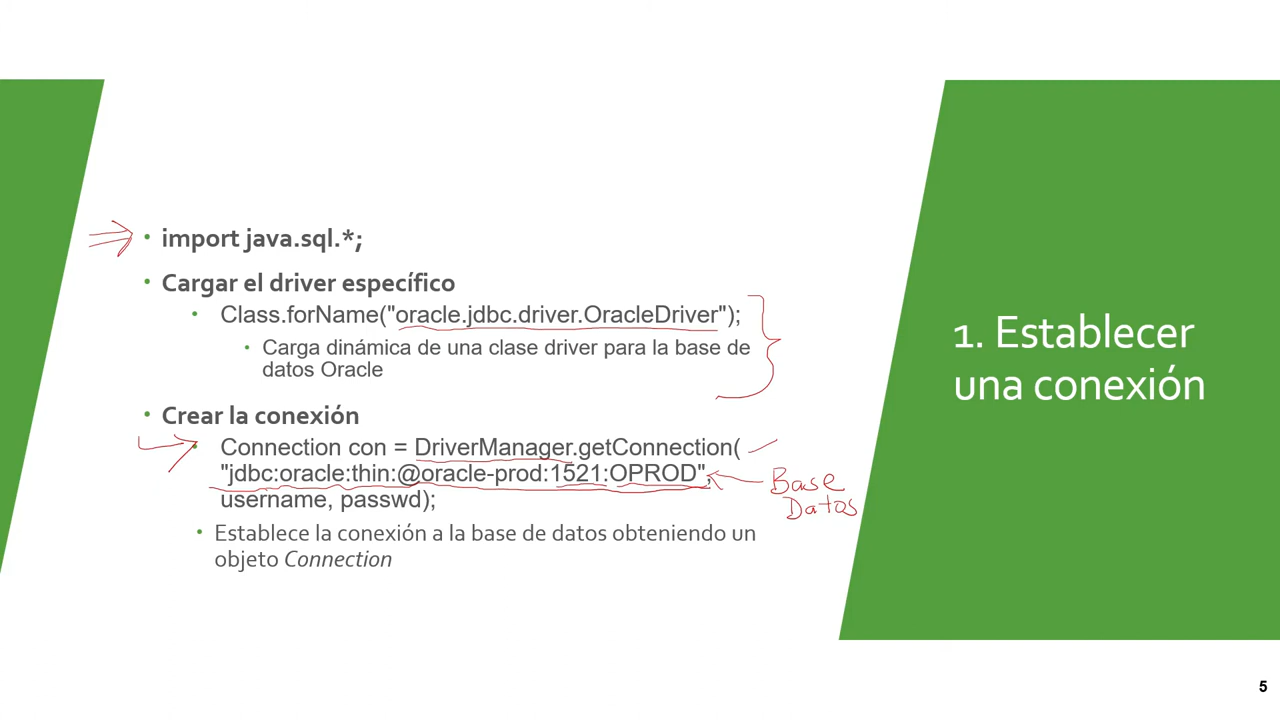 • import java.sql.*;
• Cargar el driver específico
• Class.forName("oracle.jdbc.driver.OracleDriver");
• Carga dinámica de una clase driver para la base de
datos Oracle
• Crear la conexión
• Connection con = DriverManager.getConnection(
"jdbc:oracle:thin:@oracle-prod:1521:OPROD",
username, passwd);
• Establece la conexión a la base de datos obteniendo un
objeto Connection
Base
Datos
1. Establecer
una conexión
5